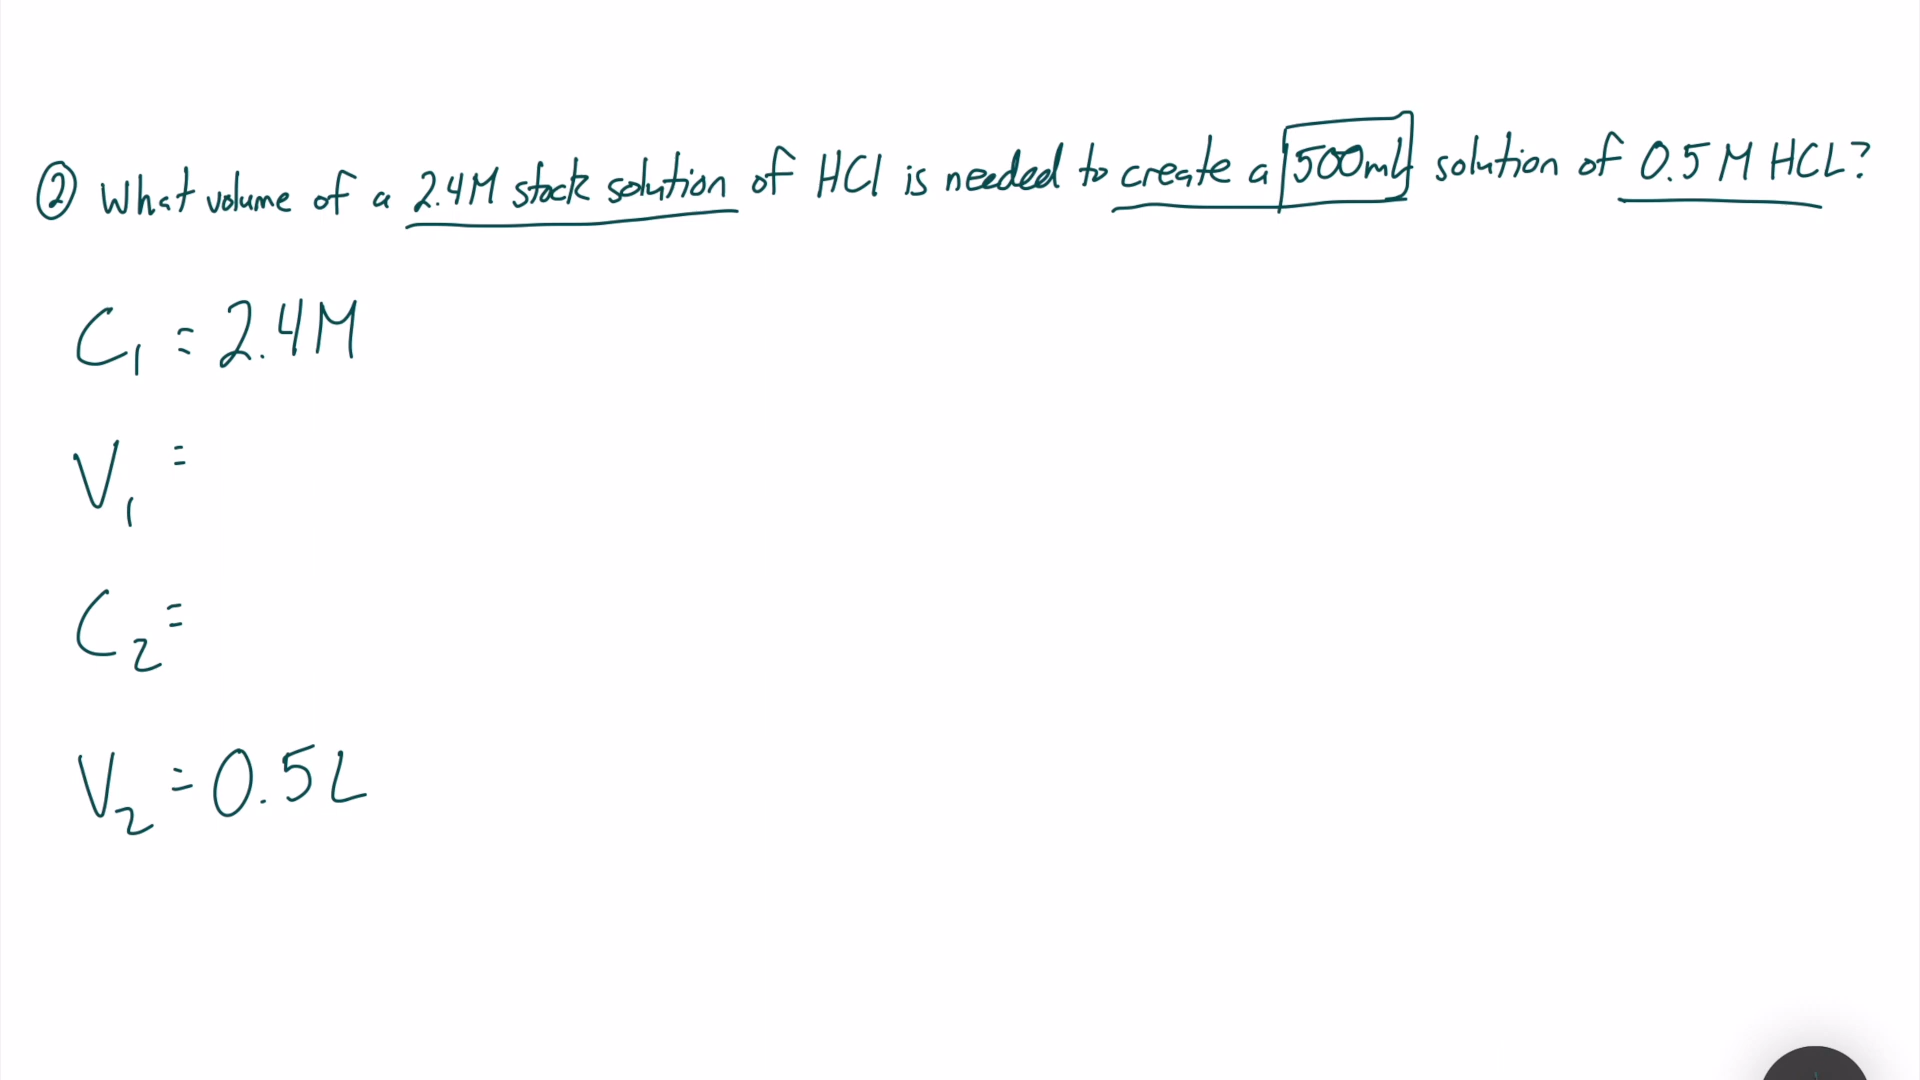 ② What volume of a 2.4M stock solution of HCl is needed to create a 500mL solution of 0.5 M HCL?
C₁ = 2.4M
V₁ =
C₂ =
V₂ = 0.5L